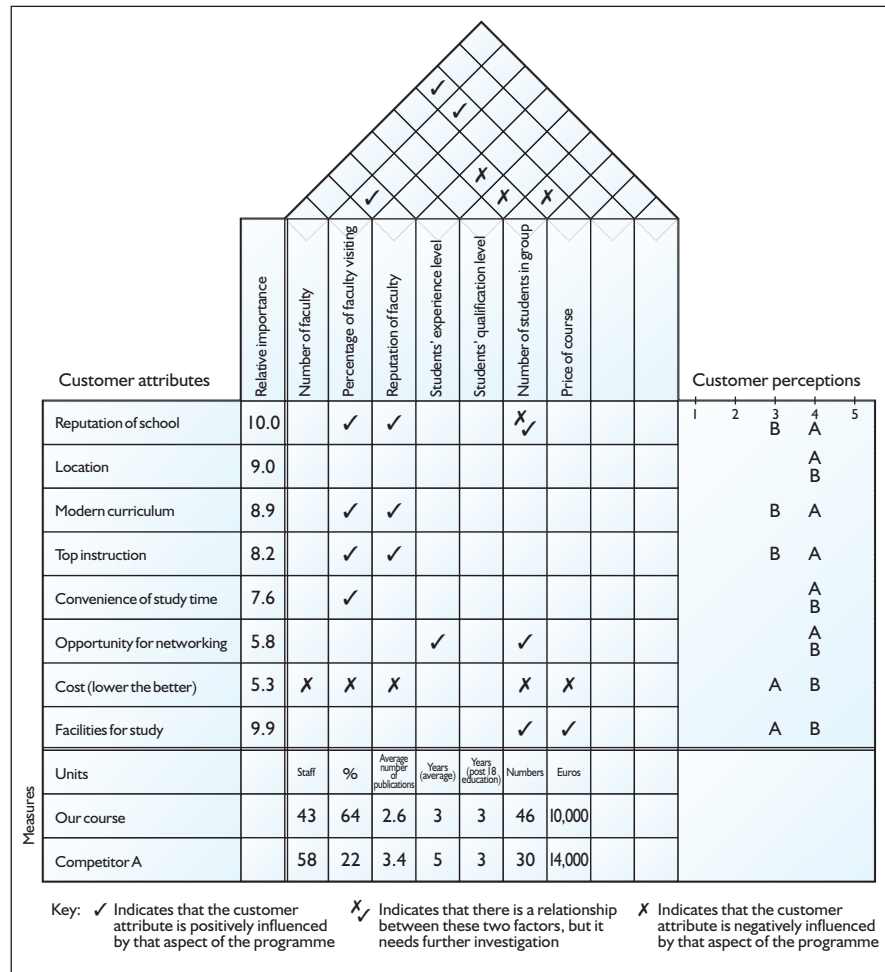 Customer attributes
Relative importance
Number of faculty
Percentage of faculty visiting
Reputation of faculty
Students’ experience level
Students’ qualification level
Number of students in group
Price of course
Customer perceptions
1 2 3 4 5
Reputation of school 10.0 ✓ ✓ ✗✓ B A
Location 9.0 A
B
Modern curriculum 8.9 ✓ ✓ B A
Top instruction 8.2 ✓ ✓ B A
Convenience of study time 7.6 ✓ A
B
Opportunity for networking 5.8 ✓ ✓ A
B
Cost (lower the better) 5.3 ✗ ✗ ✗ ✗ ✗ A B
Facilities for study 9.9 ✓ ✓ A B
Measures
Units Staff % Average number of publications Years (average) Years (post 18 education) Numbers Euros
Our course 43 64 2.6 3 3 46 10,000
Competitor A 58 22 3.4 5 3 30 14,000
Key: ✓ Indicates that the customer
attribute is positively influenced
by that aspect of the programme
✗✓ Indicates that there is a relationship
between these two factors, but it
needs further investigation
✗ Indicates that the customer
attribute is negatively influenced
by that aspect of the programme